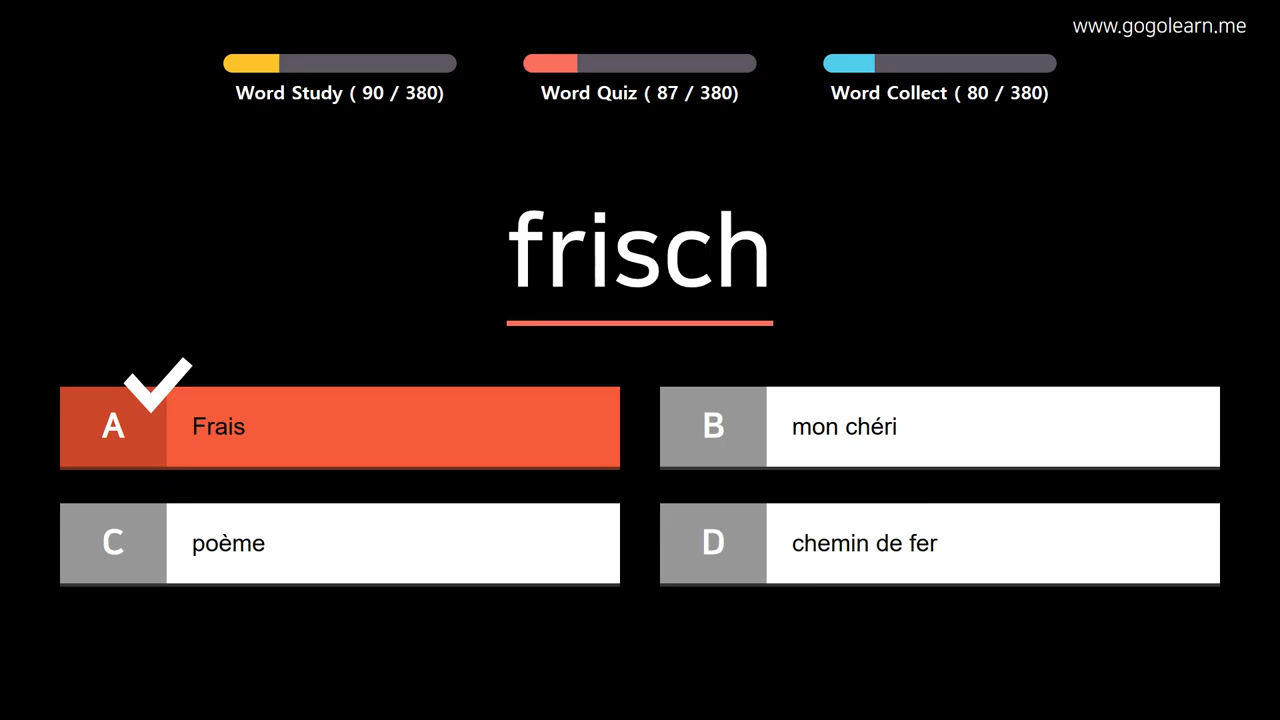 www.gogolearn.me
Word Study ( 90 / 380)
Word Quiz ( 87 / 380)
Word Collect ( 80 / 380)
frisch
A Frais
B mon chéri
C poème
D chemin de fer